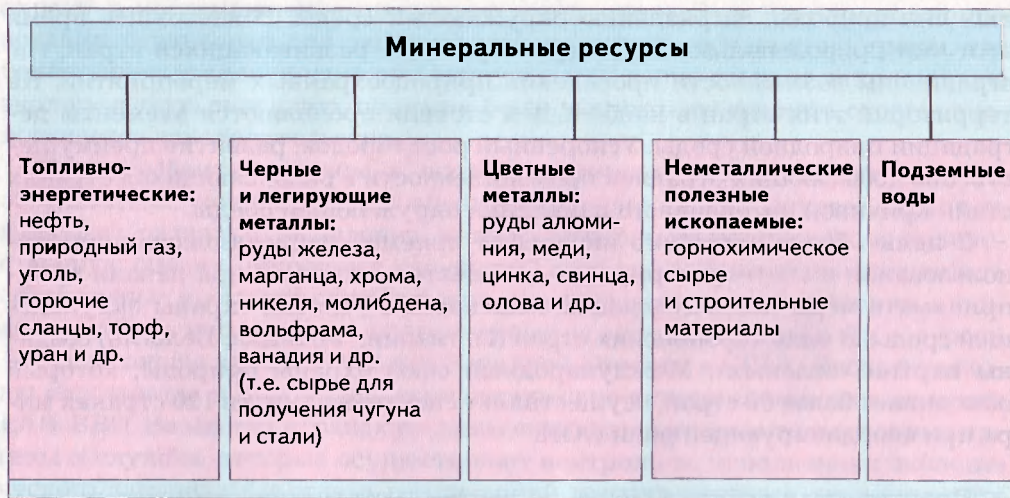 Минеральные ресурсы
Топливно-
энергетические:
нефть,
природный газ,
уголь,
горючие
сланцы, торф,
уран и др.
Черные
и легирующие
металлы:
руды железа,
марганца, хрома,
никеля, молибдена,
вольфрама,
ванадия и др.
(т.е. сырье для
получения чугуна
и стали)
Цветные
металлы:
руды алюми-
ния, меди,
цинка, свинца,
олова и др.
Неметаллические
полезные
ископаемые:
горнохимическое
сырье
и строительные
материалы
Подземные
воды